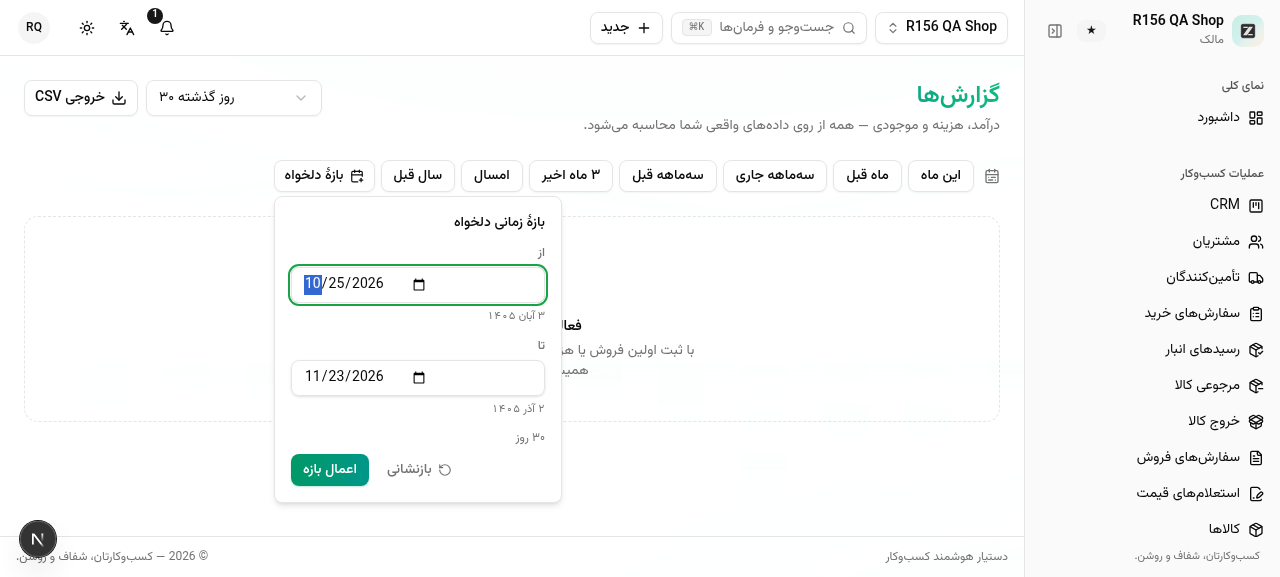 R156 QA Shop
مالک
★
نمای کلی
داشبورد
عملیات کسب‌وکار
CRM
مشتریان
تأمین‌کنندگان
سفارش‌های خرید
رسیدهای انبار
مرجوعی کالا
خروج کالا
سفارش‌های فروش
استعلام‌های قیمت
کالاها
کسب‌وکارتان، شفاف و روشن.
R156 QA Shop
جست‌وجو و فرمان‌ها
⌘K
جدید
1
RQ
گزارش‌ها
درآمد، هزینه و موجودی — همه از روی داده‌های واقعی شما محاسبه می‌شود.
روز گذشته ۳۰
خروجی CSV
این ماه
ماه قبل
سه‌ماهه جاری
سه‌ماهه قبل
۳ ماه اخیر
امسال
سال قبل
بازهٔ دلخواه
بازهٔ زمانی دلخواه
از
10/25/2026
۳ آبان ۱۴۰۵
تا
11/23/2026
۲ آذر ۱۴۰۵
۳۰ روز
بازنشانی
اعمال بازه
فعال
با ثبت اولین فروش یا هز
همیش
دستیار هوشمند کسب‌وکار
© 2026 — کسب‌وکارتان، شفاف و روشن.
N